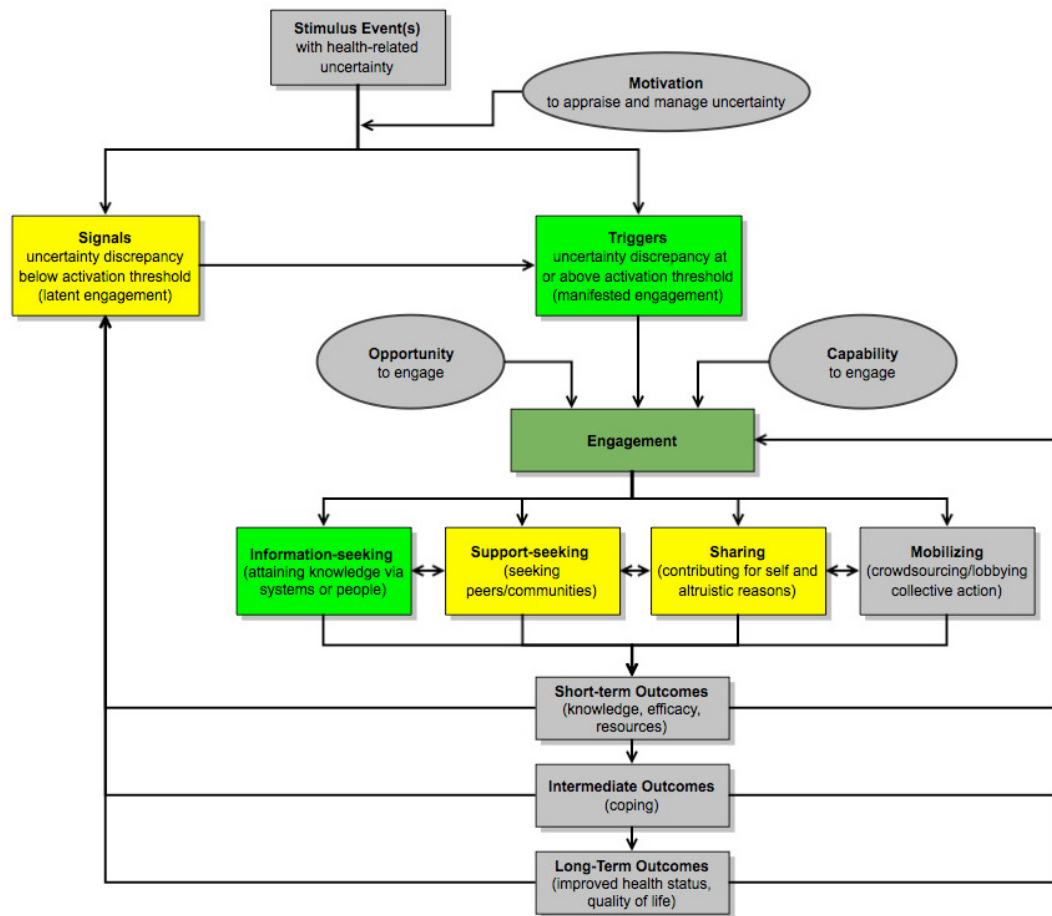 Stimulus Event(s)
with health-related
uncertainty
Motivation
to appraise and manage uncertainty
Signals
uncertainty discrepancy
below activation threshold
(latent engagement)
Triggers
uncertainty discrepancy at
or above activation threshold
(manifested engagement)
Opportunity
to engage
Capability
to engage
Engagement
Information-seeking
(attaining knowledge via
systems or people)
Support-seeking
(seeking
peers/communities)
Sharing
(contributing for self and
altruistic reasons)
Mobilizing
(crowdsourcing/lobbying
collective action)
Short-term Outcomes
(knowledge, efficacy,
resources)
Intermediate Outcomes
(coping)
Long-Term Outcomes
(improved health status,
quality of life)